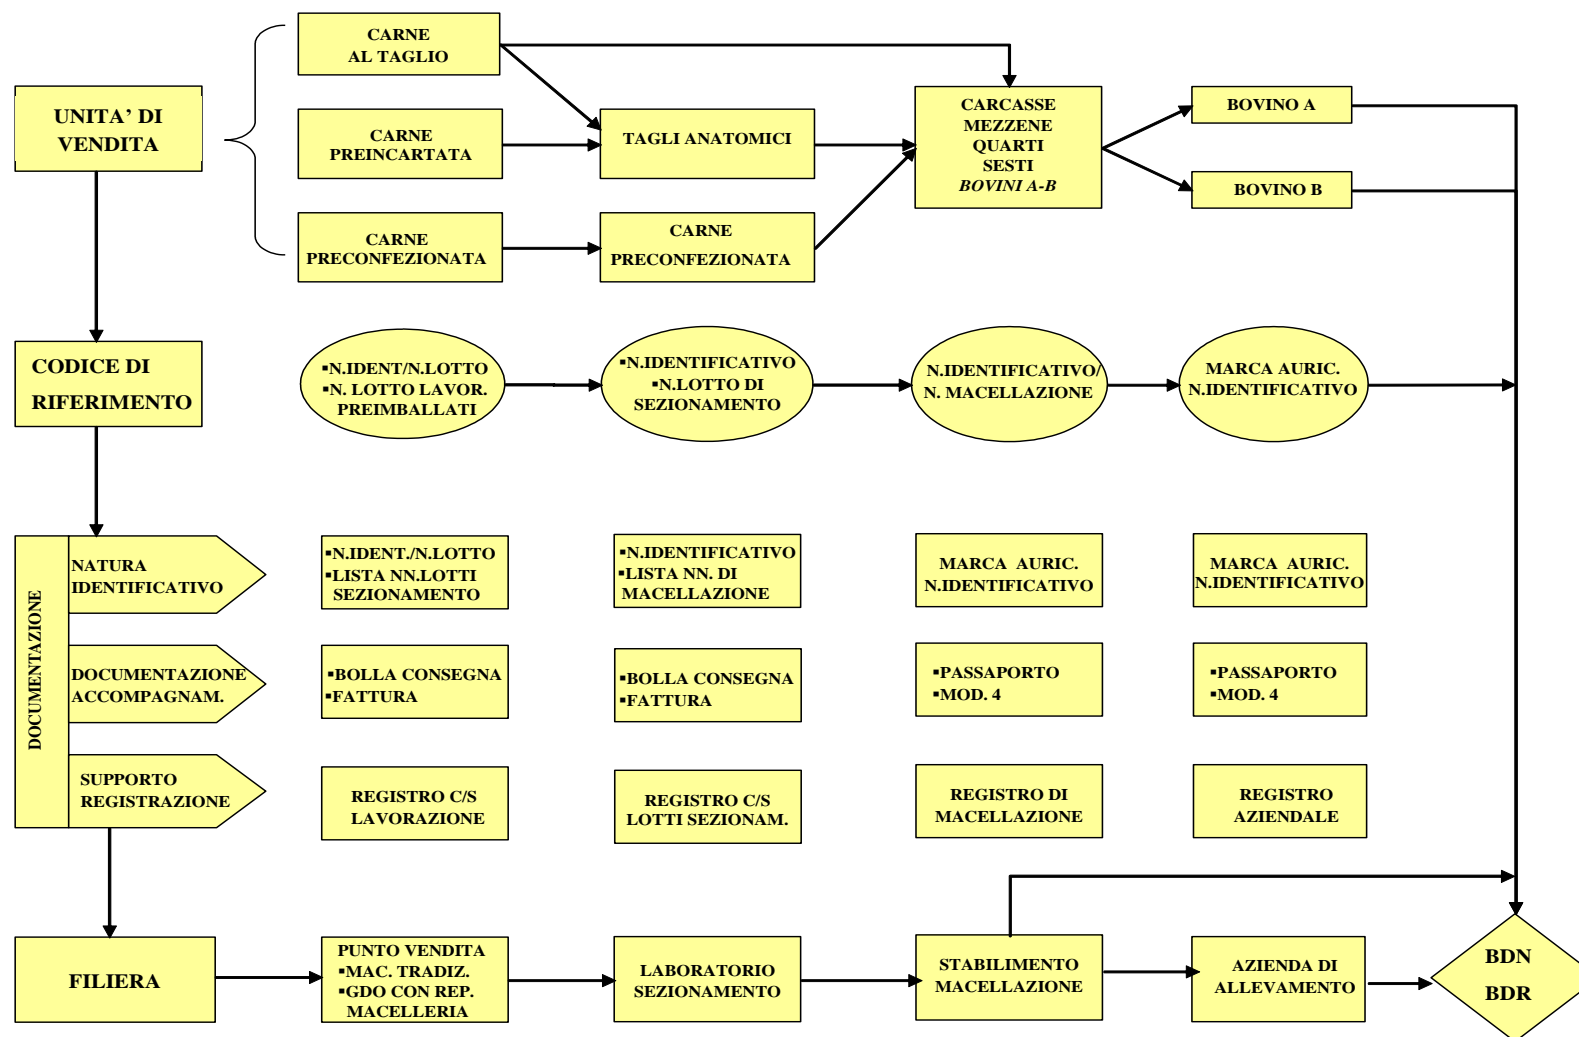 CARNE
AL TAGLIO
UNITA’ DI
VENDITA
CARNE
PREINCARTATA
TAGLI ANATOMICI
CARCASSE
MEZZENE
QUARTI
SESTI
BOVINI A-B
BOVINO A
BOVINO B
CARNE
PRECONFEZIONATA
CARNE
PRECONFEZIONATA
CODICE DI
RIFERIMENTO
▪N.IDENT/N.LOTTO
▪N. LOTTO LAVOR.
PREIMBALLATI
▪N.IDENTIFICATIVO
▪N.LOTTO DI
SEZIONAMENTO
N.IDENTIFICATIVO/
N. MACELLAZIONE
MARCA AURIC.
N.IDENTIFICATIVO
DOCUMENTAZIONE
NATURA
IDENTIFICATIVO
▪N.IDENT./N.LOTTO
▪LISTA NN.LOTTI
SEZIONAMENTO
▪N.IDENTIFICATIVO
▪LISTA NN. DI
MACELLAZIONE
MARCA AURIC.
N.IDENTIFICATIVO
MARCA AURIC.
N.IDENTIFICATIVO
DOCUMENTAZIONE
ACCOMPAGNAM.
▪BOLLA CONSEGNA
▪FATTURA
▪BOLLA CONSEGNA
▪FATTURA
▪PASSAPORTO
▪MOD. 4
▪PASSAPORTO
▪MOD. 4
SUPPORTO
REGISTRAZIONE
REGISTRO C/S
LAVORAZIONE
REGISTRO C/S
LOTTI SEZIONAM.
REGISTRO DI
MACELLAZIONE
REGISTRO
AZIENDALE
FILIERA
PUNTO VENDITA
▪MAC. TRADIZ.
▪GDO CON REP.
MACELLERIA
LABORATORIO
SEZIONAMENTO
STABILIMENTO
MACELLAZIONE
AZIENDA DI
ALLEVAMENTO
BDN
BDR